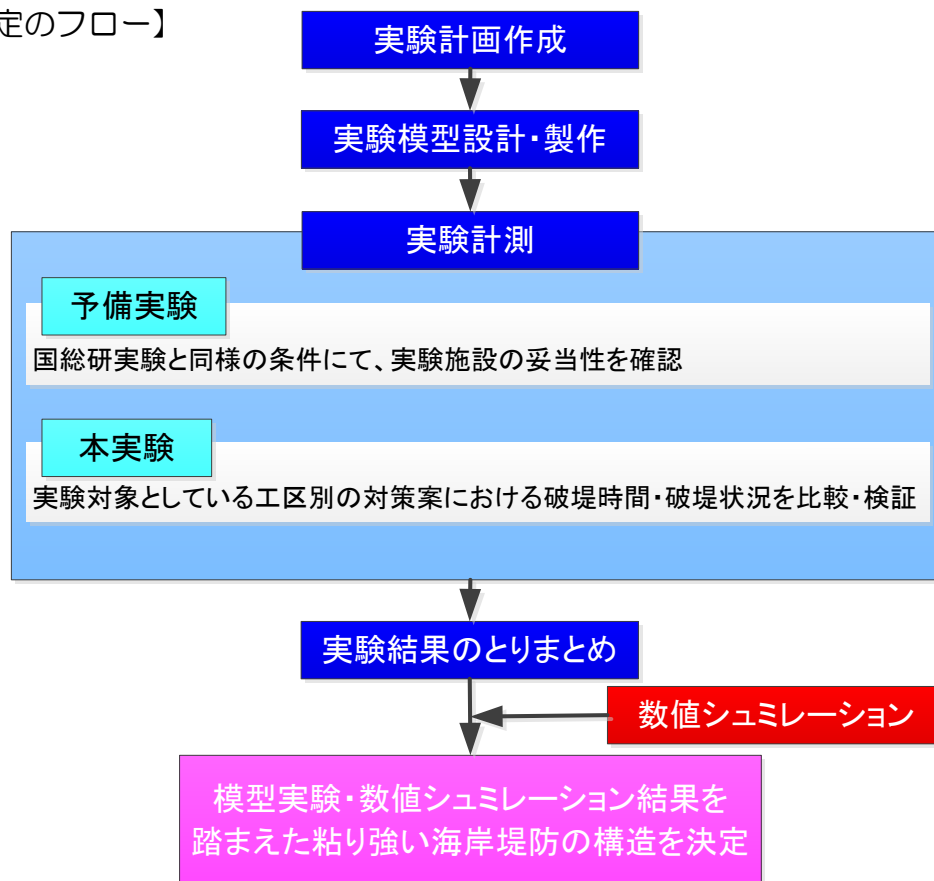 定のフロー】
実験計画作成
実験模型設計・製作
実験計測
予備実験
国総研実験と同様の条件にて、実験施設の妥当性を確認
本実験
実験対象としている工区別の対策案における破堤時間・破堤状況を比較・検証
実験結果のとりまとめ
数値シュミレーション
模型実験・数値シュミレーション結果を
踏まえた粘り強い海岸堤防の構造を決定